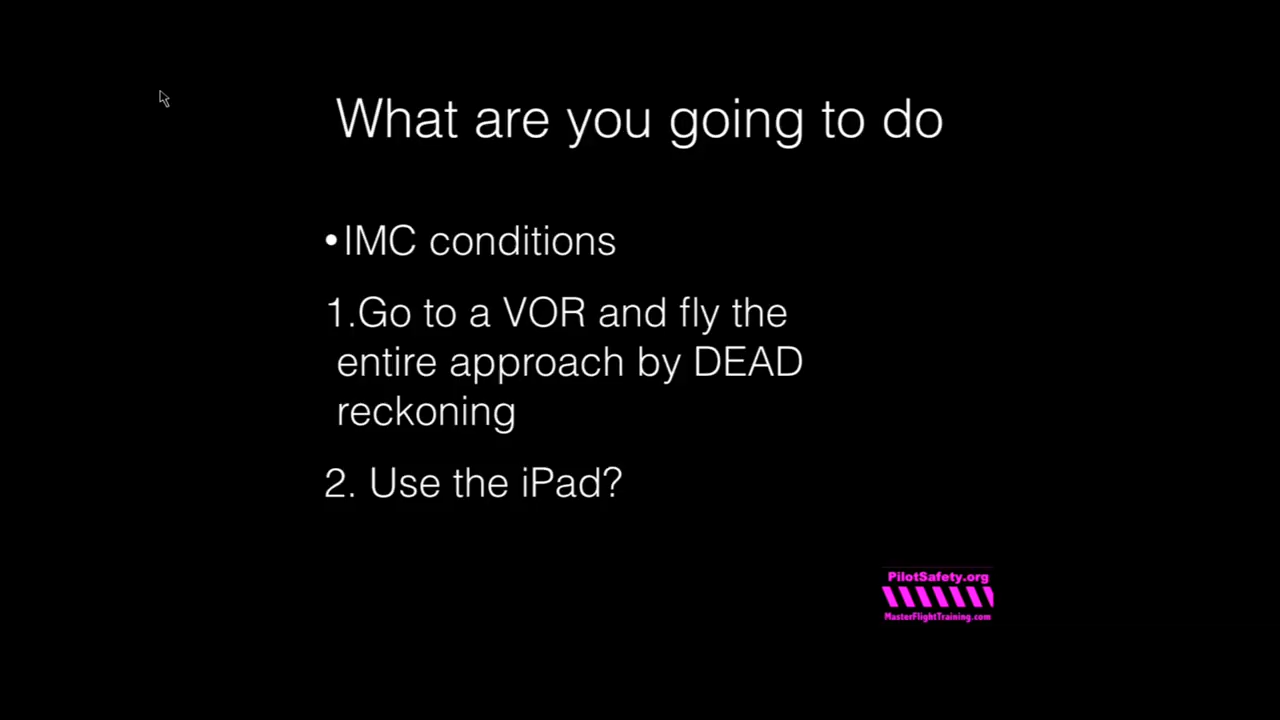 What are you going to do
•IMC conditions
1.Go to a VOR and fly the
entire approach by DEAD
reckoning
2. Use the iPad?
PilotSafety.org
MasterFlightTraining.com